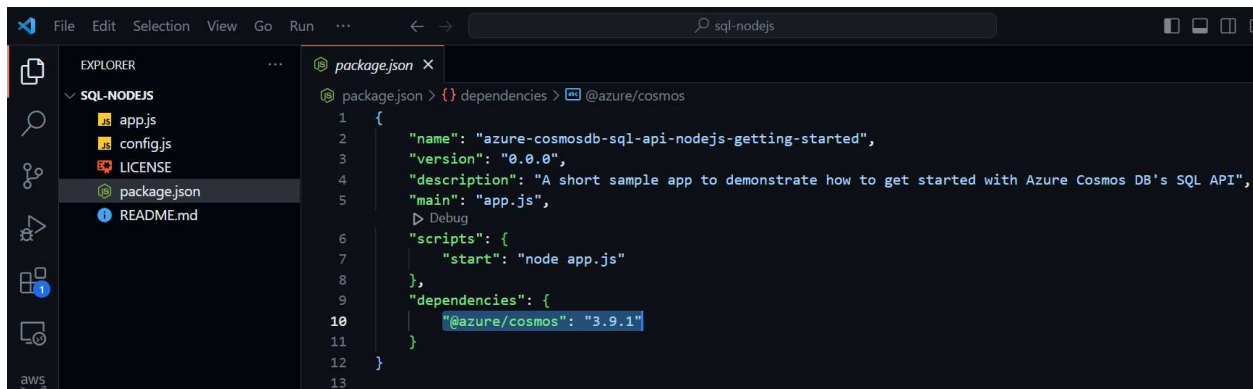 File Edit Selection View Go Run ··· sql-nodejs
EXPLORER ···
SQL-NODEJS
JS app.js
JS config.js
LICENSE
package.json
README.md
1
aws
package.json
package.json > {} dependencies > abc @azure/cosmos
1 {
2 "name": "azure-cosmosdb-sql-api-nodejs-getting-started",
3 "version": "0.0.0",
4 "description": "A short sample app to demonstrate how to get started with Azure Cosmos DB's SQL API",
5 "main": "app.js",
Debug
6 "scripts": {
7 "start": "node app.js"
8 },
9 "dependencies": {
10 "@azure/cosmos": "3.9.1"
11 }
12 }
13